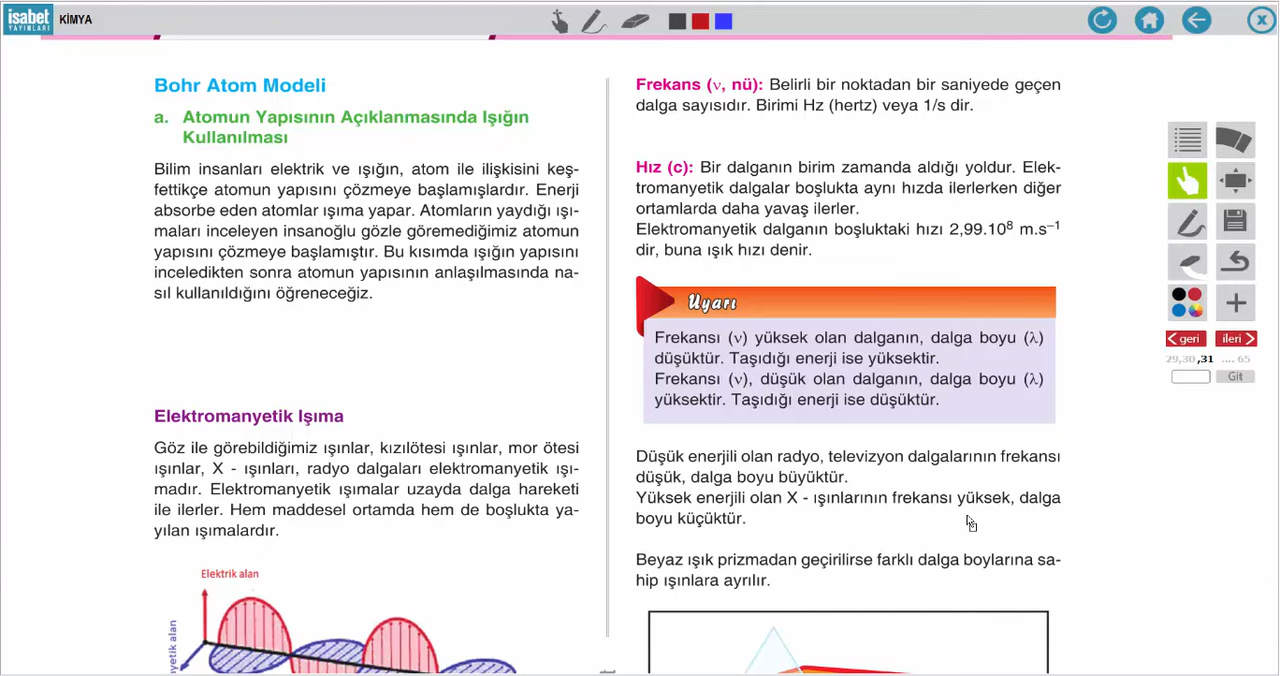 isabet
YAYINLARI
KİMYA
Bohr Atom Modeli
a. Atomun Yapısının Açıklanmasında Işığın
Kullanılması
Bilim insanları elektrik ve ışığın, atom ile ilişkisini keş-
fettikçe atomun yapısını çözmeye başlamışlardır. Enerji
absorbe eden atomlar ışıma yapar. Atomların yaydığı ışı-
maları inceleyen insanoğlu gözle göremediğimiz atomun
yapısını çözmeye başlamıştır. Bu kısımda ışığın yapısını
inceledikten sonra atomun yapısının anlaşılmasında na-
sıl kullanıldığını öğreneceğiz.
Elektromanyetik Işıma
Göz ile görebildiğimiz ışınlar, kızılötesi ışınlar, mor ötesi
ışınlar, X - ışınları, radyo dalgaları elektromanyetik ışı-
madır. Elektromanyetik ışımalar uzayda dalga hareketi
ile ilerler. Hem maddesel ortamda hem de boşlukta ya-
yılan ışımalardır.
Elektrik alan
yetik alan
Frekans (ν, nü): Belirli bir noktadan bir saniyede geçen
dalga sayısıdır. Birimi Hz (hertz) veya 1/s dir.
Hız (c): Bir dalganın birim zamanda aldığı yoldur. Elek-
tromanyetik dalgalar boşlukta aynı hızda ilerlerken diğer
ortamlarda daha yavaş ilerler.
Elektromanyetik dalganın boşluktaki hızı 2,99.10⁸ m.s⁻¹
dir, buna ışık hızı denir.
Uyarı
Frekansı (ν) yüksek olan dalganın, dalga boyu (λ)
düşüktür. Taşıdığı enerji ise yüksektir.
Frekansı (ν), düşük olan dalganın, dalga boyu (λ)
yüksektir. Taşıdığı enerji ise düşüktür.
Düşük enerjili olan radyo, televizyon dalgalarının frekansı
düşük, dalga boyu büyüktür.
Yüksek enerjili olan X - ışınlarının frekansı yüksek, dalga
boyu küçüktür.
Beyaz ışık prizmadan geçirilirse farklı dalga boylarına sa-
hip ışınlara ayrılır.
geri
ileri
29,30,31 .... 65
Git